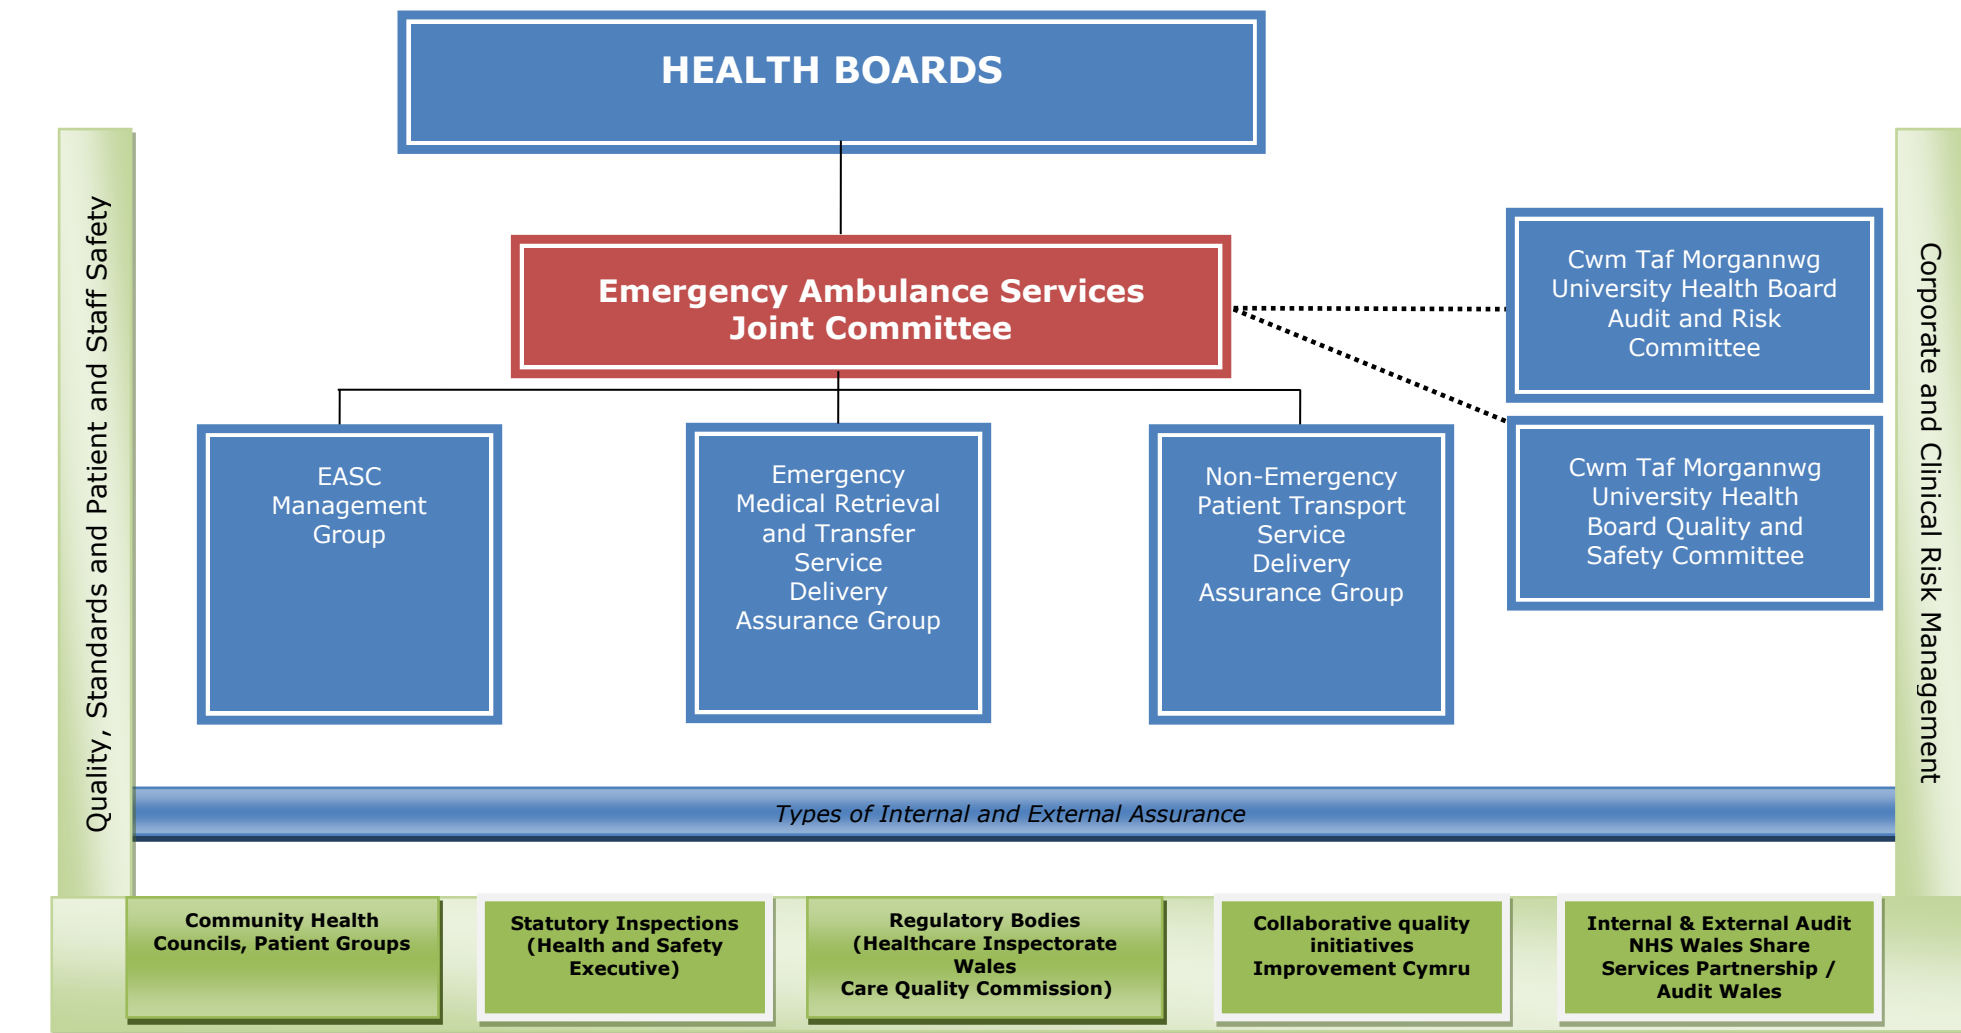 HEALTH BOARDS
Quality, Standards and Patient and Staff Safety
Emergency Ambulance Services
Joint Committee
Cwm Taf Morgannwg
University Health Board
Audit and Risk
Committee
Corporate and Clinical Risk Management
EASC
Management
Group
Emergency
Medical Retrieval
and Transfer
Service
Delivery
Assurance Group
Non-Emergency
Patient Transport
Service
Delivery
Assurance Group
Cwm Taf Morgannwg
University Health
Board Quality and
Safety Committee
Types of Internal and External Assurance
Community Health
Councils, Patient Groups
Statutory Inspections
(Health and Safety
Executive)
Regulatory Bodies
(Healthcare Inspectorate
Wales
Care Quality Commission)
Collaborative quality
initiatives
Improvement Cymru
Internal & External Audit
NHS Wales Share
Services Partnership /
Audit Wales